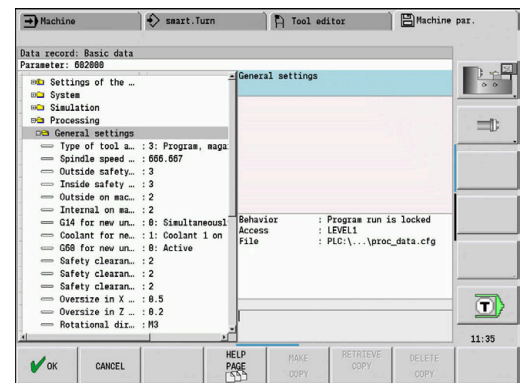 Machine
smart.Turn
Tool editor
Machine par.
Data record: Basic data
Parameter: 602000
Settings of the …
System
Simulation
Processing
General settings
Type of tool a… : 3: Program, maga
Spindle speed … : 666.667
Outside safety… : 3
Inside safety … : 3
Outside on mac… : 2
Internal on ma… : 2
G14 for new un… : 0: Simultaneousl
Coolant for ne… : 1: Coolant 1 on
G60 for new un… : 0: Active
Safety clearan… : 2
Safety clearan… : 2
Safety clearan… : 2
Oversize in X … : 0.5
Oversize in Z … : 0.2
Rotational dir… : M3
General settings
Behavior : Program run is locked
Access : LEVEL1
File : PLC:\...\proc_data.cfg
T
11:35
OK
CANCEL
HELP PAGE
MAKE COPY
RETRIEVE COPY
DELETE COPY